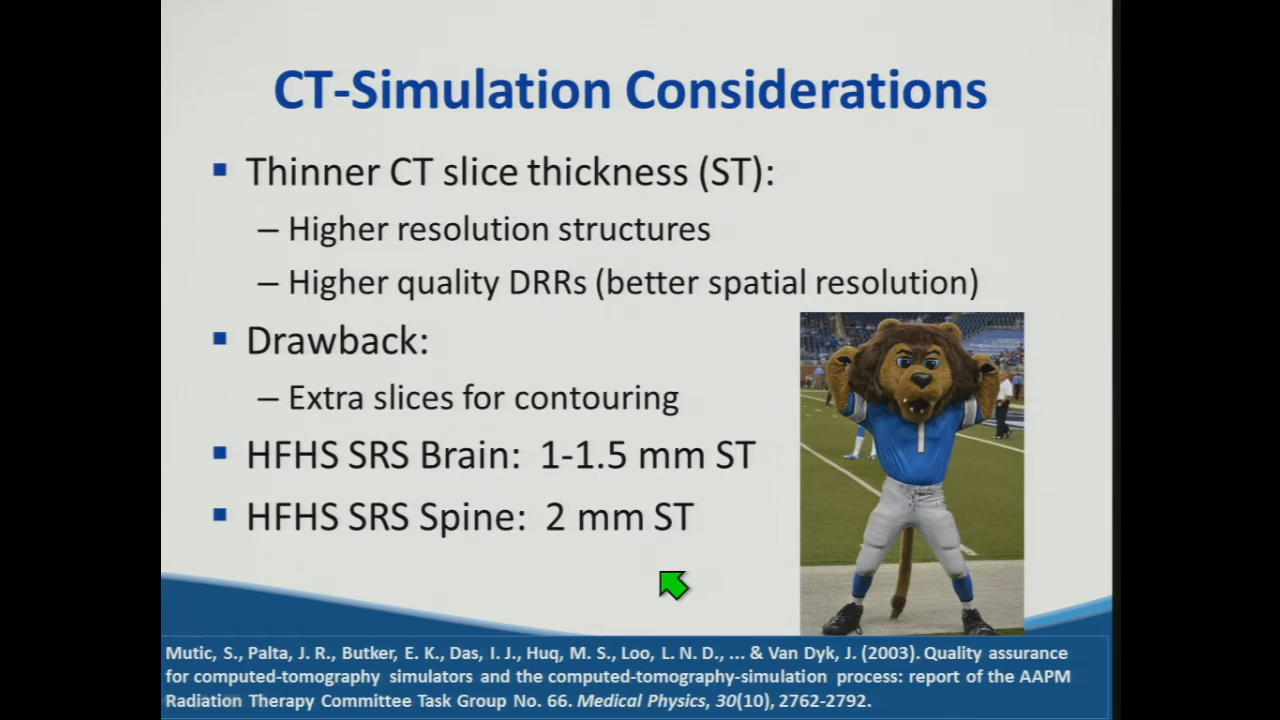 CT-Simulation Considerations
Thinner CT slice thickness (ST):
– Higher resolution structures
– Higher quality DRRs (better spatial resolution)
Drawback:
– Extra slices for contouring
HFHS SRS Brain: 1-1.5 mm ST
HFHS SRS Spine: 2 mm ST
Mutic, S., Palta, J. R., Butker, E. K., Das, I. J., Huq, M. S., Loo, L. N. D., ... & Van Dyk, J. (2003). Quality assurance
for computed-tomography simulators and the computed-tomography-simulation process: report of the AAPM
Radiation Therapy Committee Task Group No. 66. Medical Physics, 30(10), 2762-2792.